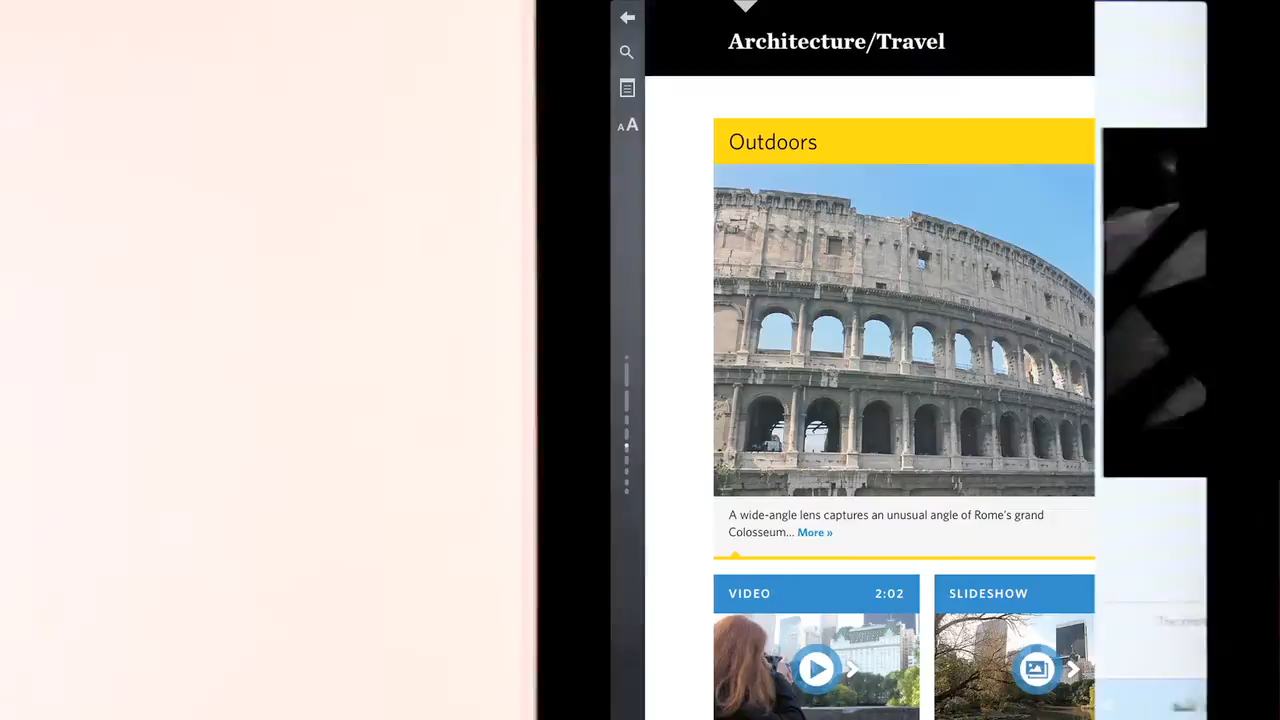 Architecture/Travel
AA
Outdoors
A wide-angle lens captures an unusual angle of Rome's grand
Colosseum... More »
VIDEO 2:02
SLIDESHOW